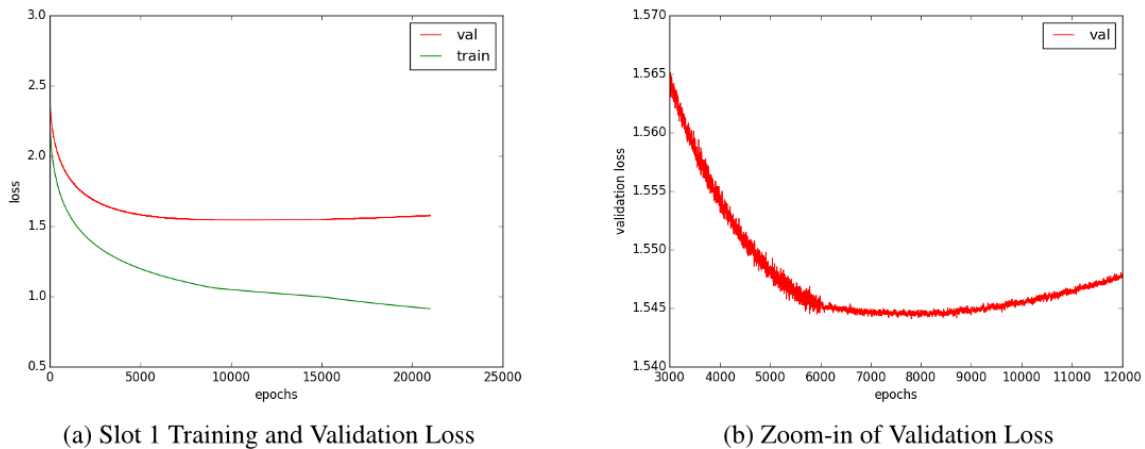 3.0
2.5
2.0
1.5
1.0
0.5
loss
0 5000 10000 15000 20000 25000
epochs
val
train
(a) Slot 1 Training and Validation Loss
1.570
1.565
1.560
1.555
1.550
1.545
1.540
validation loss
3000 4000 5000 6000 7000 8000 9000 10000 11000 12000
epochs
val
(b) Zoom-in of Validation Loss